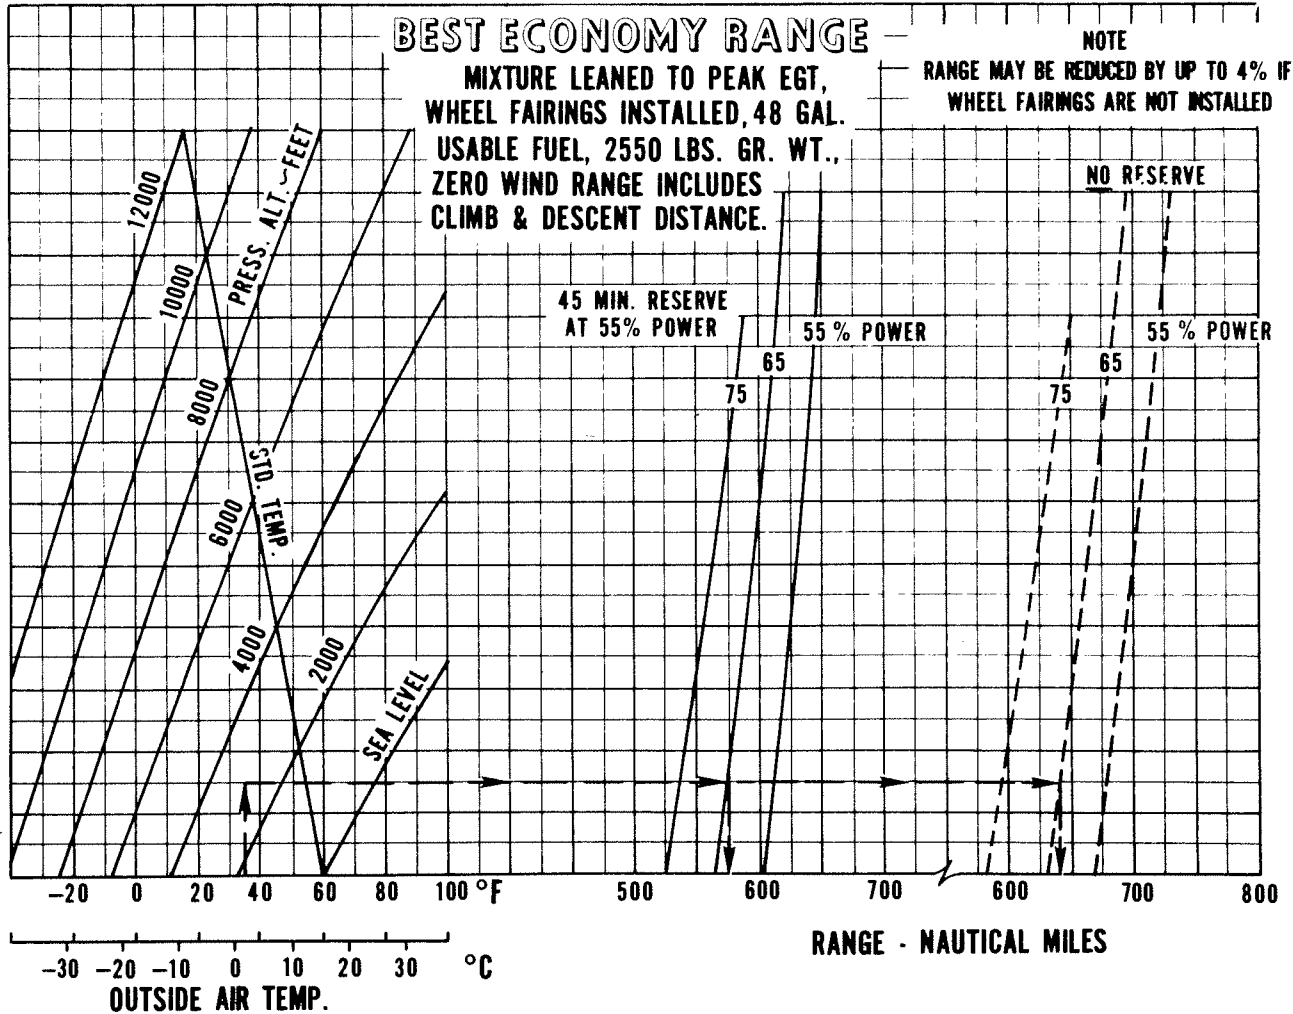 BEST ECONOMY RANGE
MIXTURE LEANED TO PEAK EGT,
WHEEL FAIRINGS INSTALLED, 48 GAL.
USABLE FUEL, 2550 LBS. GR. WT.,
ZERO WIND RANGE INCLUDES
CLIMB & DESCENT DISTANCE.
NOTE
RANGE MAY BE REDUCED BY UP TO 4% IF
WHEEL FAIRINGS ARE NOT INSTALLED
NO RESERVE
45 MIN. RESERVE
AT 55% POWER
55 % POWER
65
75
55 % POWER
65
75
PRESS. ALT. ~ FEET
12000
10000
8000
6000
4000
2000
SEA LEVEL
STD. TEMP.
-20 0 20 40 60 80 100 °F
500 600 700 600 700 800
-30 -20 -10 0 10 20 30 °C
OUTSIDE AIR TEMP.
RANGE - NAUTICAL MILES